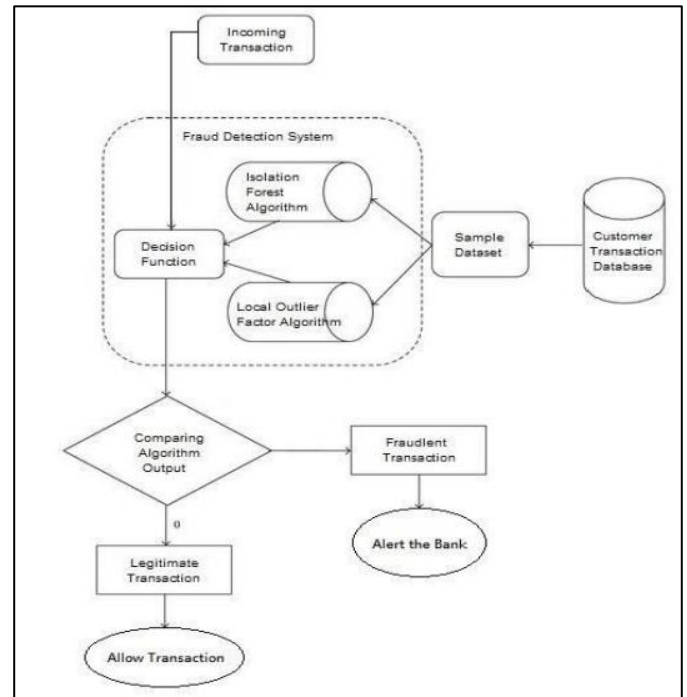 Incoming
Transaction
Fraud Detection System
Isolation
Forest
Algorithm
Decision
Function
Sample
Dataset
Customer
Transaction
Database
Local Outlier
Factor Algorithm
Comparing
Algorithm
Output
Fraudlent
Transaction
0
Alert the Bank
Legitimate
Transaction
Allow Transaction